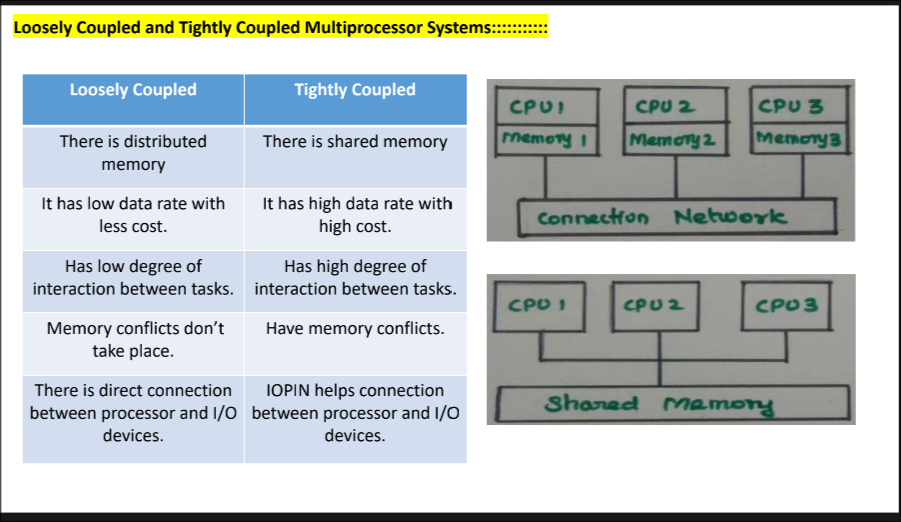 Loosely Coupled and Tightly Coupled Multiprocessor Systems:::::::::::
Loosely Coupled
Tightly Coupled
There is distributed
memory
There is shared memory
It has low data rate with
less cost.
It has high data rate with
high cost.
Has low degree of
interaction between tasks.
Has high degree of
interaction between tasks.
Memory conflicts don’t
take place.
Have memory conflicts.
There is direct connection
between processor and I/O
devices.
IOPIN helps connection
between processor and I/O
devices.
CPU 1
CPU 2
CPU 3
Memory 1
Memory 2
Memory 3
Connection Network
CPU 1
CPU 2
CPU 3
Shared Memory